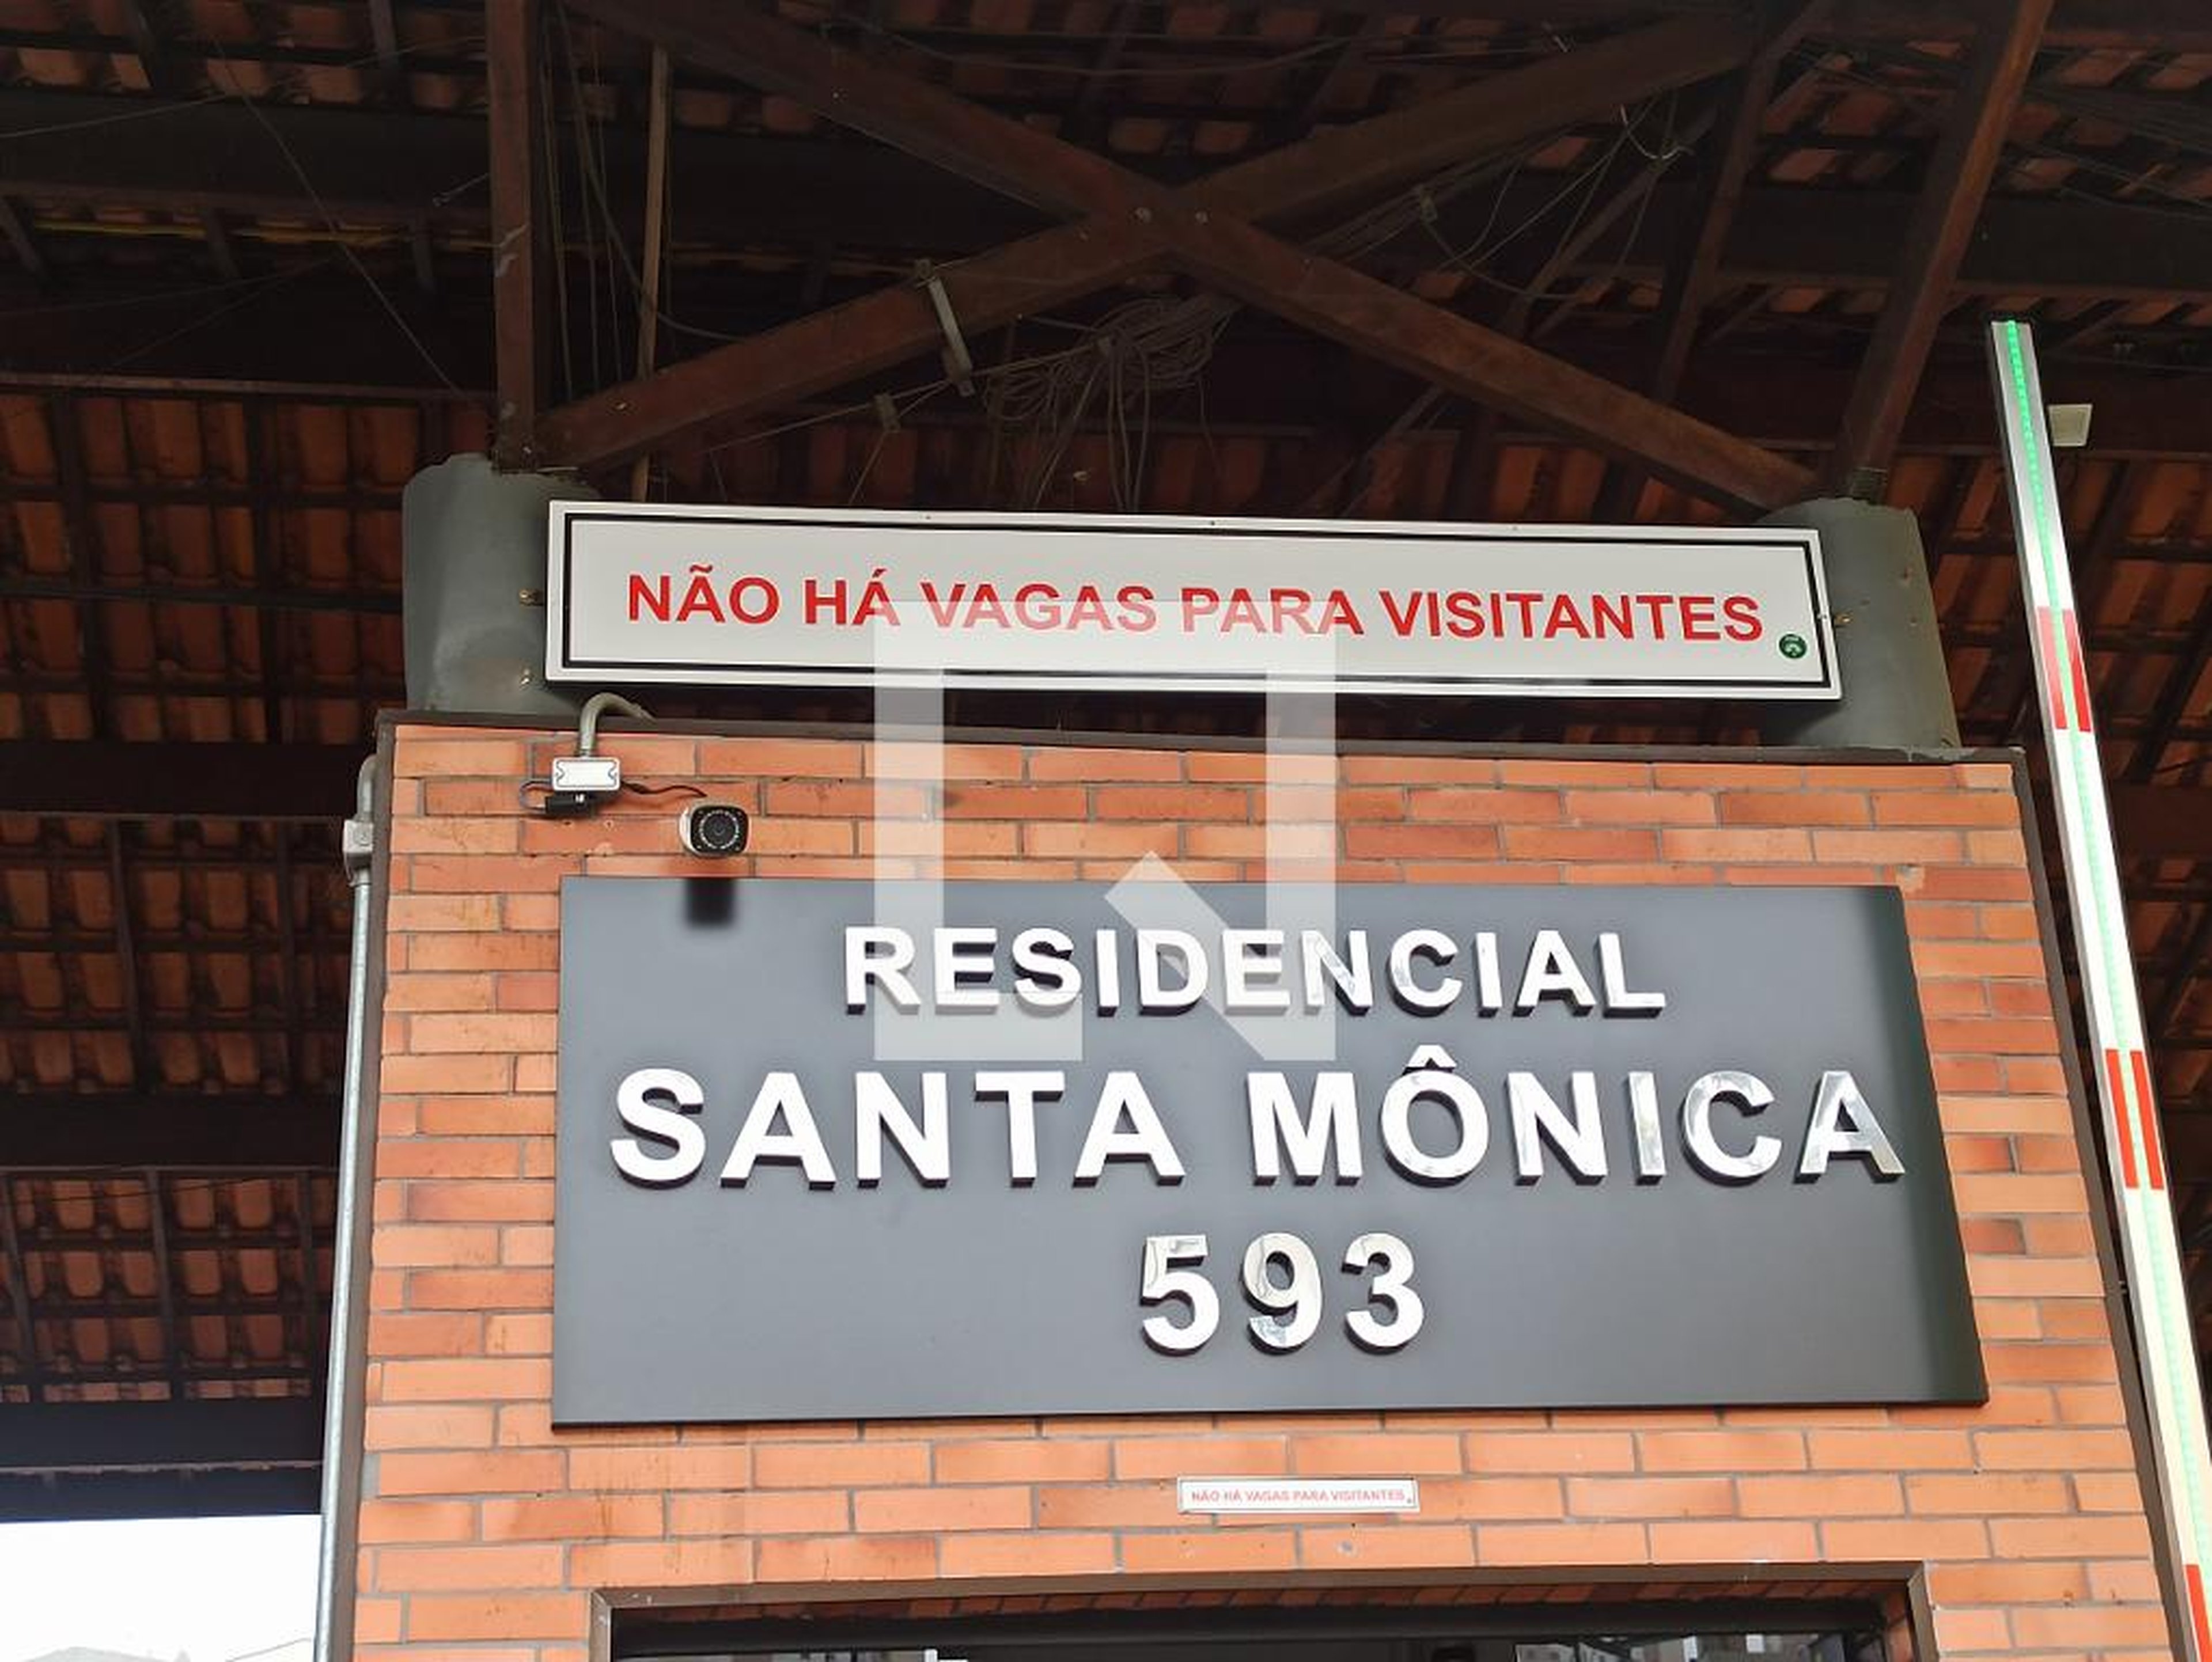 NÃO HÁ VAGAS PARA VISITANTES
RESIDENCIAL
SANTA MÔNICA
593
NÃO HÁ VAGAS PARA VISITANTES